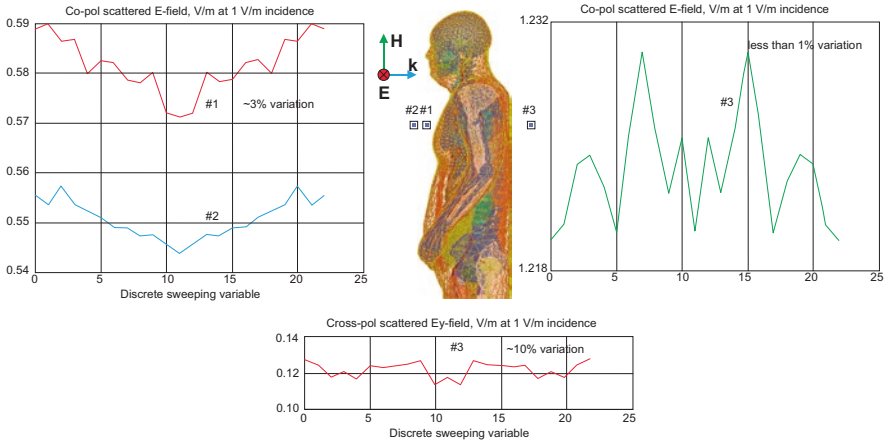 Co-pol scattered E-field, V/m at 1 V/m incidence
0.59
0.58
0.57
0.56
0.55
0.54
#1
~3% variation
#2
0 5 10 15 20 25
Discrete sweeping variable
H
k
E
#2 #1
#3
Co-pol scattered E-field, V/m at 1 V/m incidence
1.232
less than 1% variation
#3
1.218
0 5 10 15 20 25
Cross-pol scattered Ey-field, V/m at 1 V/m incidence
0.14
#3
~10% variation
0.12
0.10
0 5 10 15 20 25
Discrete sweeping variable